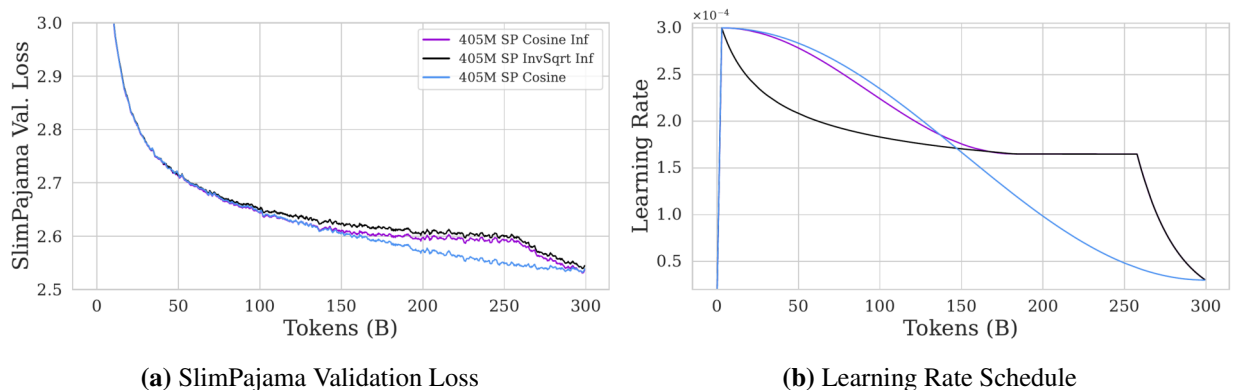 3.0
2.9
2.8
2.7
2.6
2.5
SlimPajama Val. Loss
405M SP Cosine Inf
405M SP InvSqrt Inf
405M SP Cosine
0 50 100 150 200 250 300
Tokens (B)
(a) SlimPajama Validation Loss
×10⁻⁴
3.0
2.5
2.0
1.5
1.0
0.5
Learning Rate
0 50 100 150 200 250 300
Tokens (B)
(b) Learning Rate Schedule